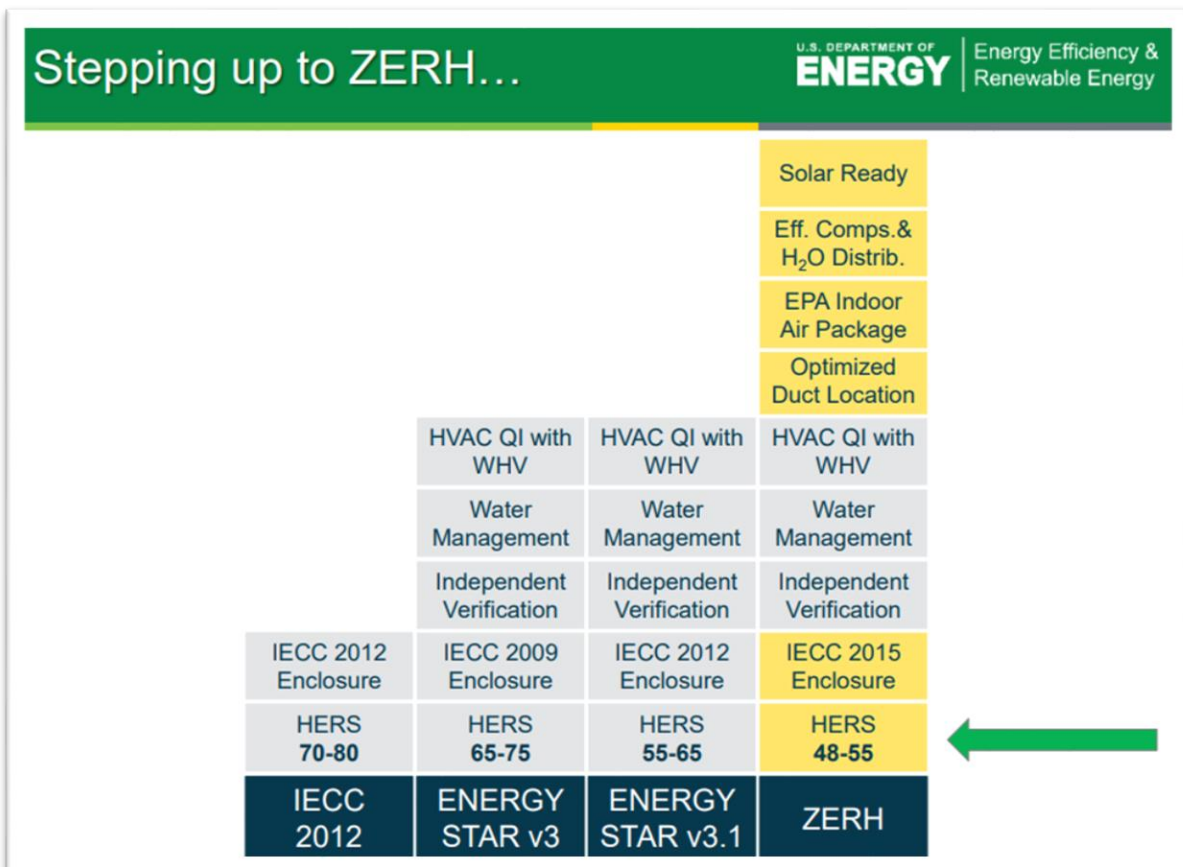 Stepping up to ZERH...
U.S. DEPARTMENT OF
ENERGY
Energy Efficiency &
Renewable Energy
Solar Ready
Eff. Comps.&
H₂O Distrib.
EPA Indoor
Air Package
Optimized
Duct Location
HVAC QI with
WHV
HVAC QI with
WHV
HVAC QI with
WHV
Water
Management
Water
Management
Water
Management
Independent
Verification
Independent
Verification
Independent
Verification
IECC 2012
Enclosure
IECC 2009
Enclosure
IECC 2012
Enclosure
IECC 2015
Enclosure
HERS
70-80
HERS
65-75
HERS
55-65
HERS
48-55
IECC
2012
ENERGY
STAR v3
ENERGY
STAR v3.1
ZERH